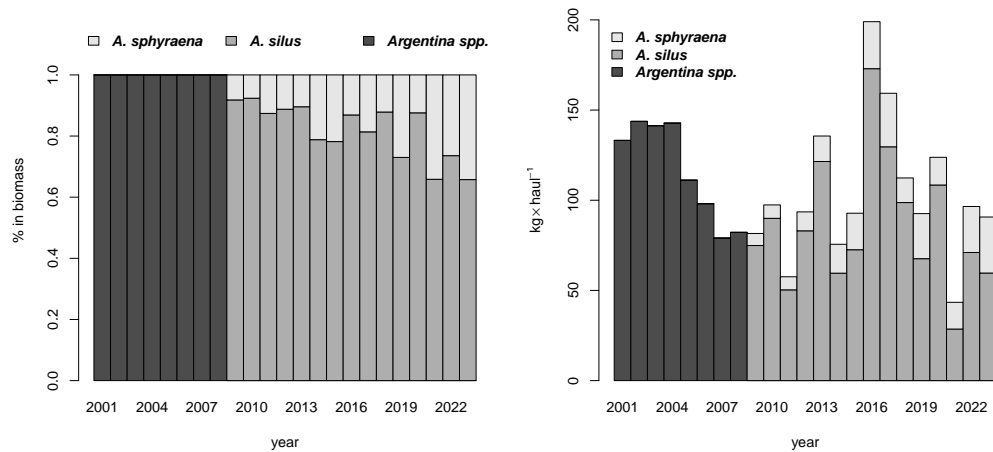 A. sphyraena A. silus Argentina spp.
1.0
0.8
0.6
0.4
0.2
0.0
% in biomass
2001 2004 2007 2010 2013 2016 2019 2022
year
A. sphyraena
A. silus
Argentina spp.
200
150
100
50
0
kg×haul⁻¹
2001 2004 2007 2010 2013 2016 2019 2022
year